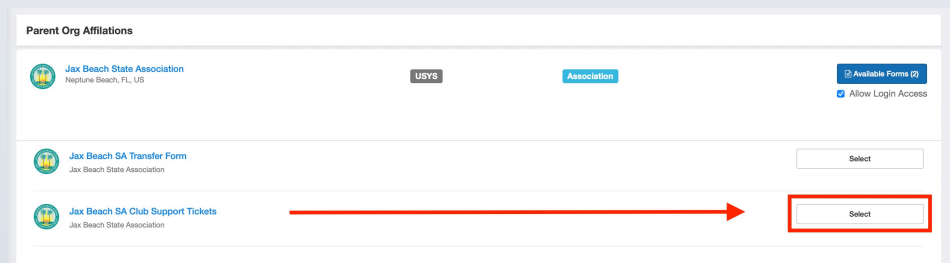 Parent Org Affilations
Jax Beach State Association
Neptune Beach, FL, US
USYS
Association
Available Forms (2)
Allow Login Access
Jax Beach SA Transfer Form
Jax Beach State Association
Select
Jax Beach SA Club Support Tickets
Jax Beach State Association
Select